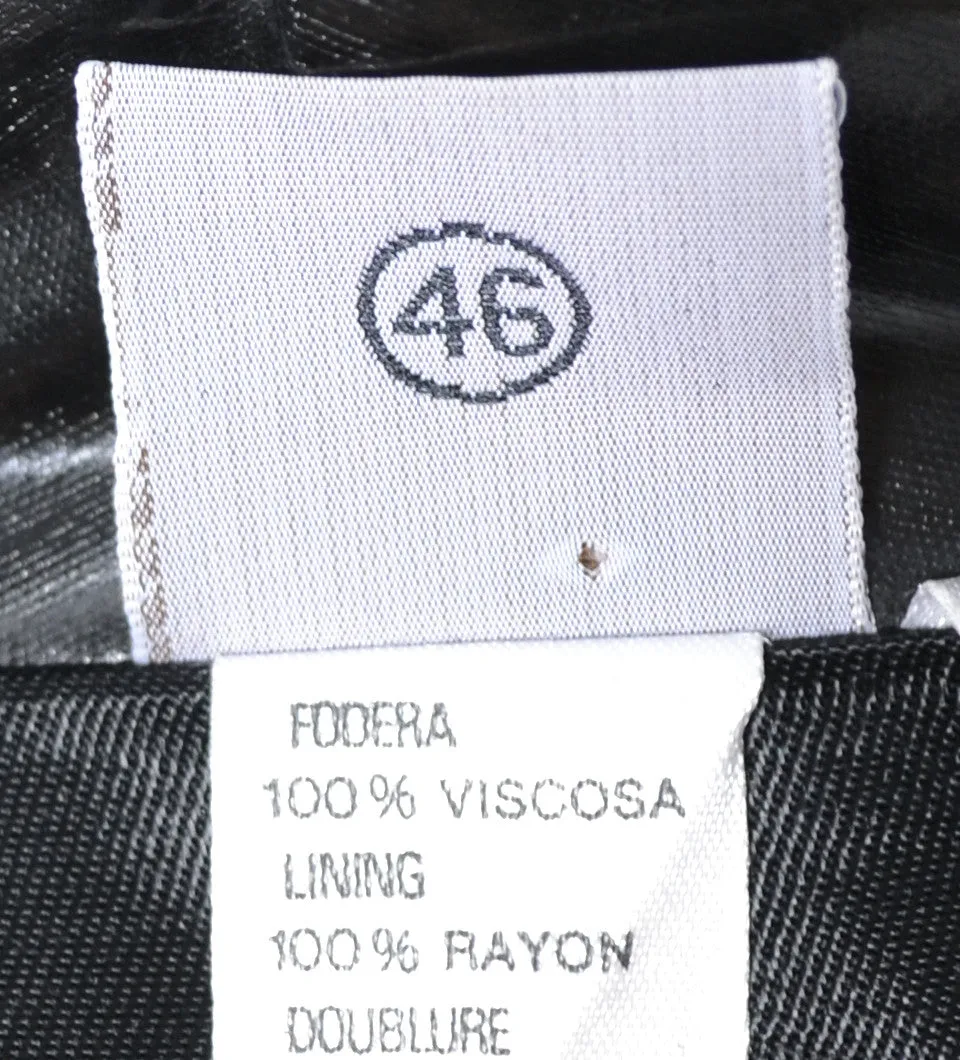 46
FODERA
100% VISCOSA
LINING
100% RAYON
DOUBLURE